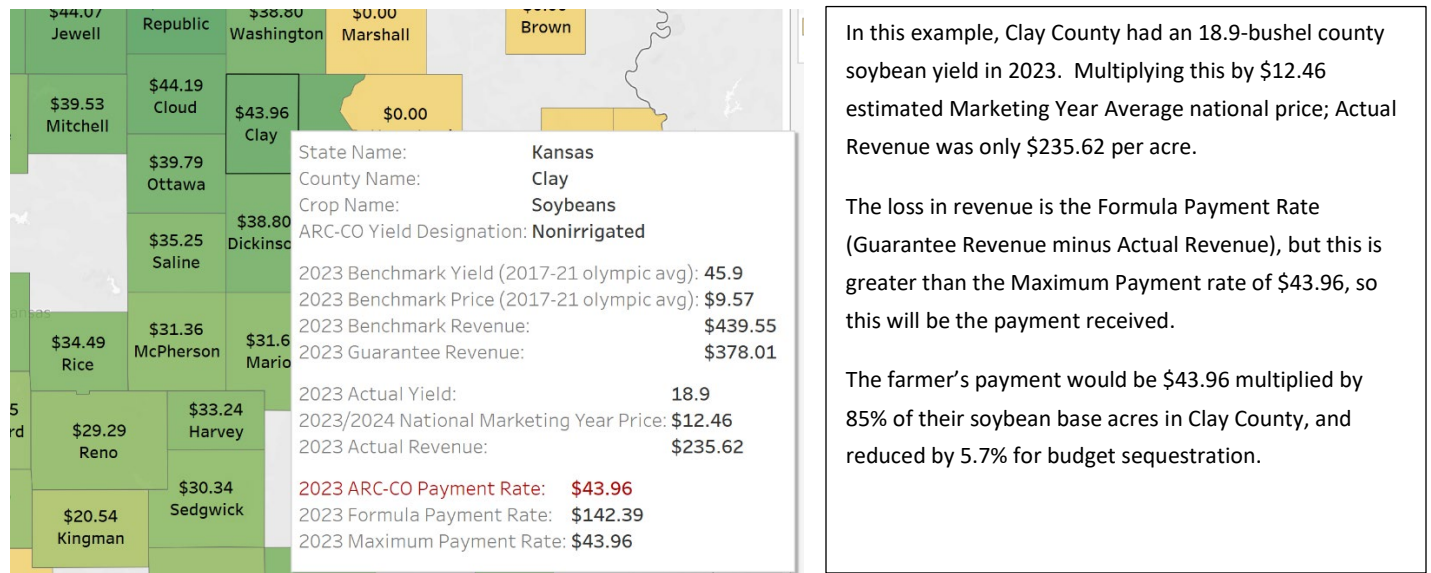 $44.07
Jewell
Republic
$38.80
Washington
$0.00
Marshall
Brown
$39.53
Mitchell
$44.19
Cloud
$43.96
Clay
$0.00
$39.79
Ottawa
$35.25
Saline
$38.80
Dickinso
$34.49
Rice
$31.36
McPherson
$31.6
Mario
$29.29
Reno
$33.24
Harvey
$30.34
Sedgwick
$20.54
Kingman
State Name: Kansas
County Name: Clay
Crop Name: Soybeans
ARC-CO Yield Designation: Nonirrigated
2023 Benchmark Yield (2017-21 olympic avg): 45.9
2023 Benchmark Price (2017-21 olympic avg): $9.57
2023 Benchmark Revenue: $439.55
2023 Guarantee Revenue: $378.01
2023 Actual Yield: 18.9
2023/2024 National Marketing Year Price: $12.46
2023 Actual Revenue: $235.62
2023 ARC-CO Payment Rate: $43.96
2023 Formula Payment Rate: $142.39
2023 Maximum Payment Rate: $43.96
In this example, Clay County had an 18.9-bushel county
soybean yield in 2023. Multiplying this by $12.46
estimated Marketing Year Average national price; Actual
Revenue was only $235.62 per acre.
The loss in revenue is the Formula Payment Rate
(Guarantee Revenue minus Actual Revenue), but this is
greater than the Maximum Payment rate of $43.96, so
this will be the payment received.
The farmer's payment would be $43.96 multiplied by
85% of their soybean base acres in Clay County, and
reduced by 5.7% for budget sequestration.